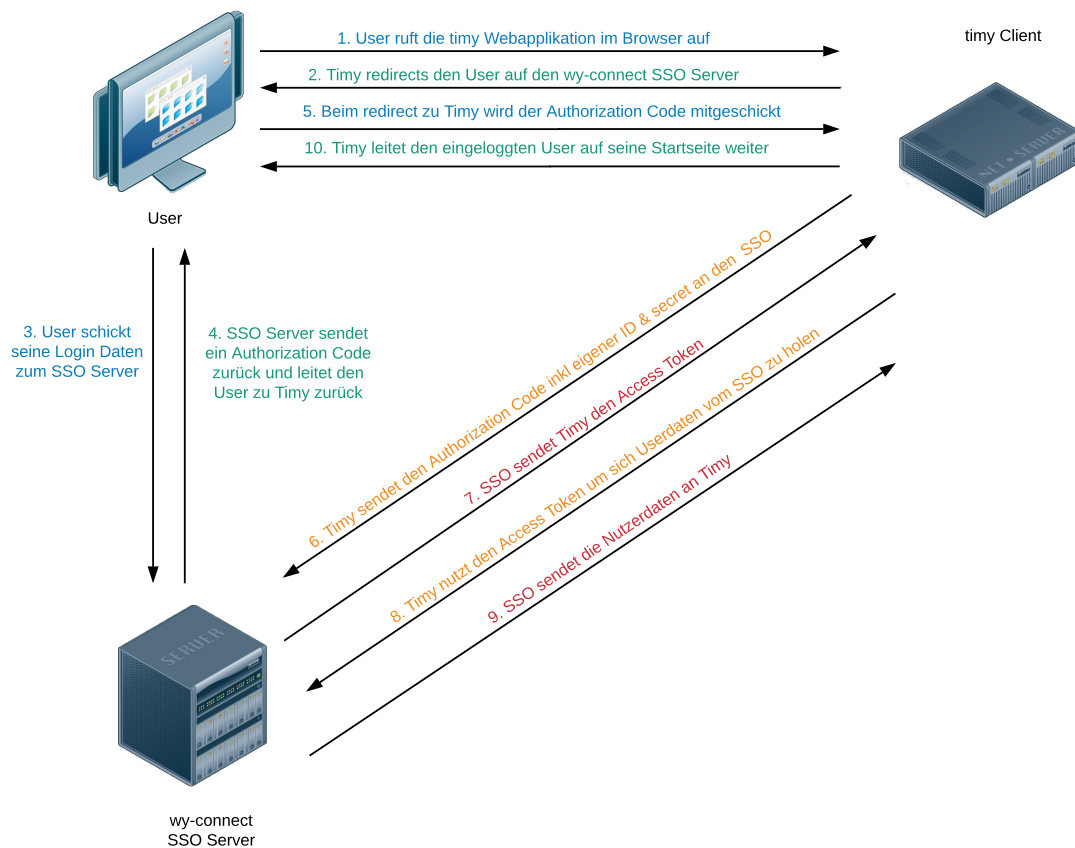 timy Client
1. User ruft die timy Webapplikation im Browser auf
2. Timy redirects den User auf den wy-connect SSO Server
5. Beim redirect zu Timy wird der Authorization Code mitgeschickt
10. Timy leitet den eingeloggten User auf seine Startseite weiter
NET SERVER
User
3. User schickt
seine Login Daten
zum SSO Server
4. SSO Server sendet
ein Authorization Code
zurück und leitet den
User zu Timy zurück
6. Timy sendet den Authorization Code inkl eigener ID & secret an den SSO
7. SSO sendet Timy den Access Token
8. Timy nutzt den Access Token um sich Userdaten vom SSO zu holen
9. SSO sendet die Nutzerdaten an Timy
SERVER
wy-connect
SSO Server